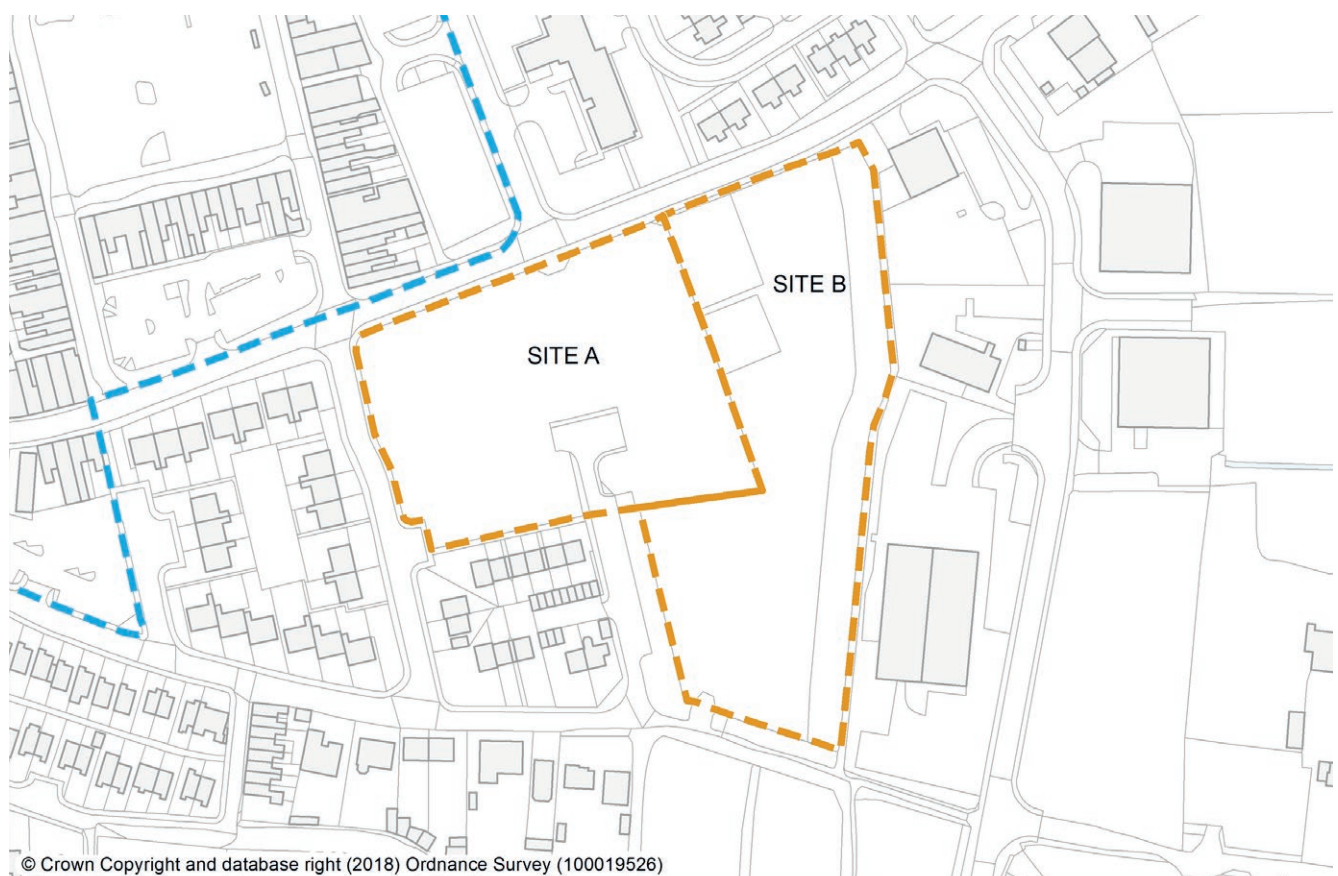 SITE B
SITE A
© Crown Copyright and database right (2018) Ordnance Survey (100019526)